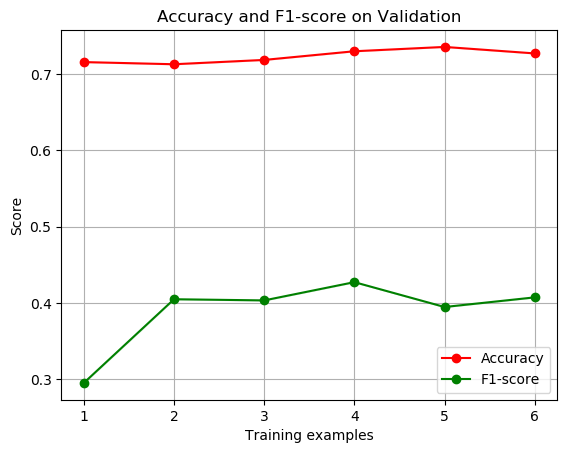 Accuracy and F1-score on Validation
0.7
0.6
0.5
0.4
0.3
Score
1 2 3 4 5 6
Training examples
Accuracy
F1-score